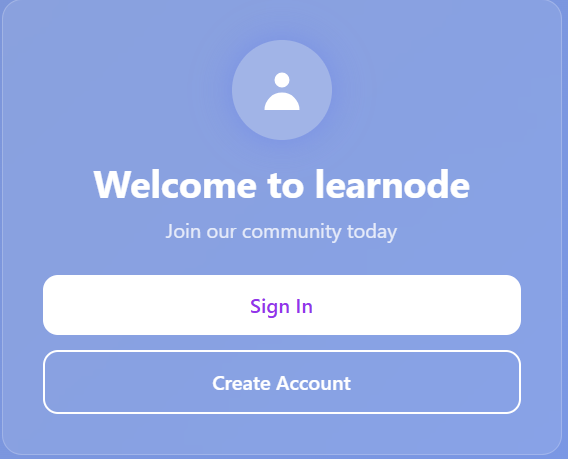 Welcome to learnode
Join our community today
Sign In
Create Account